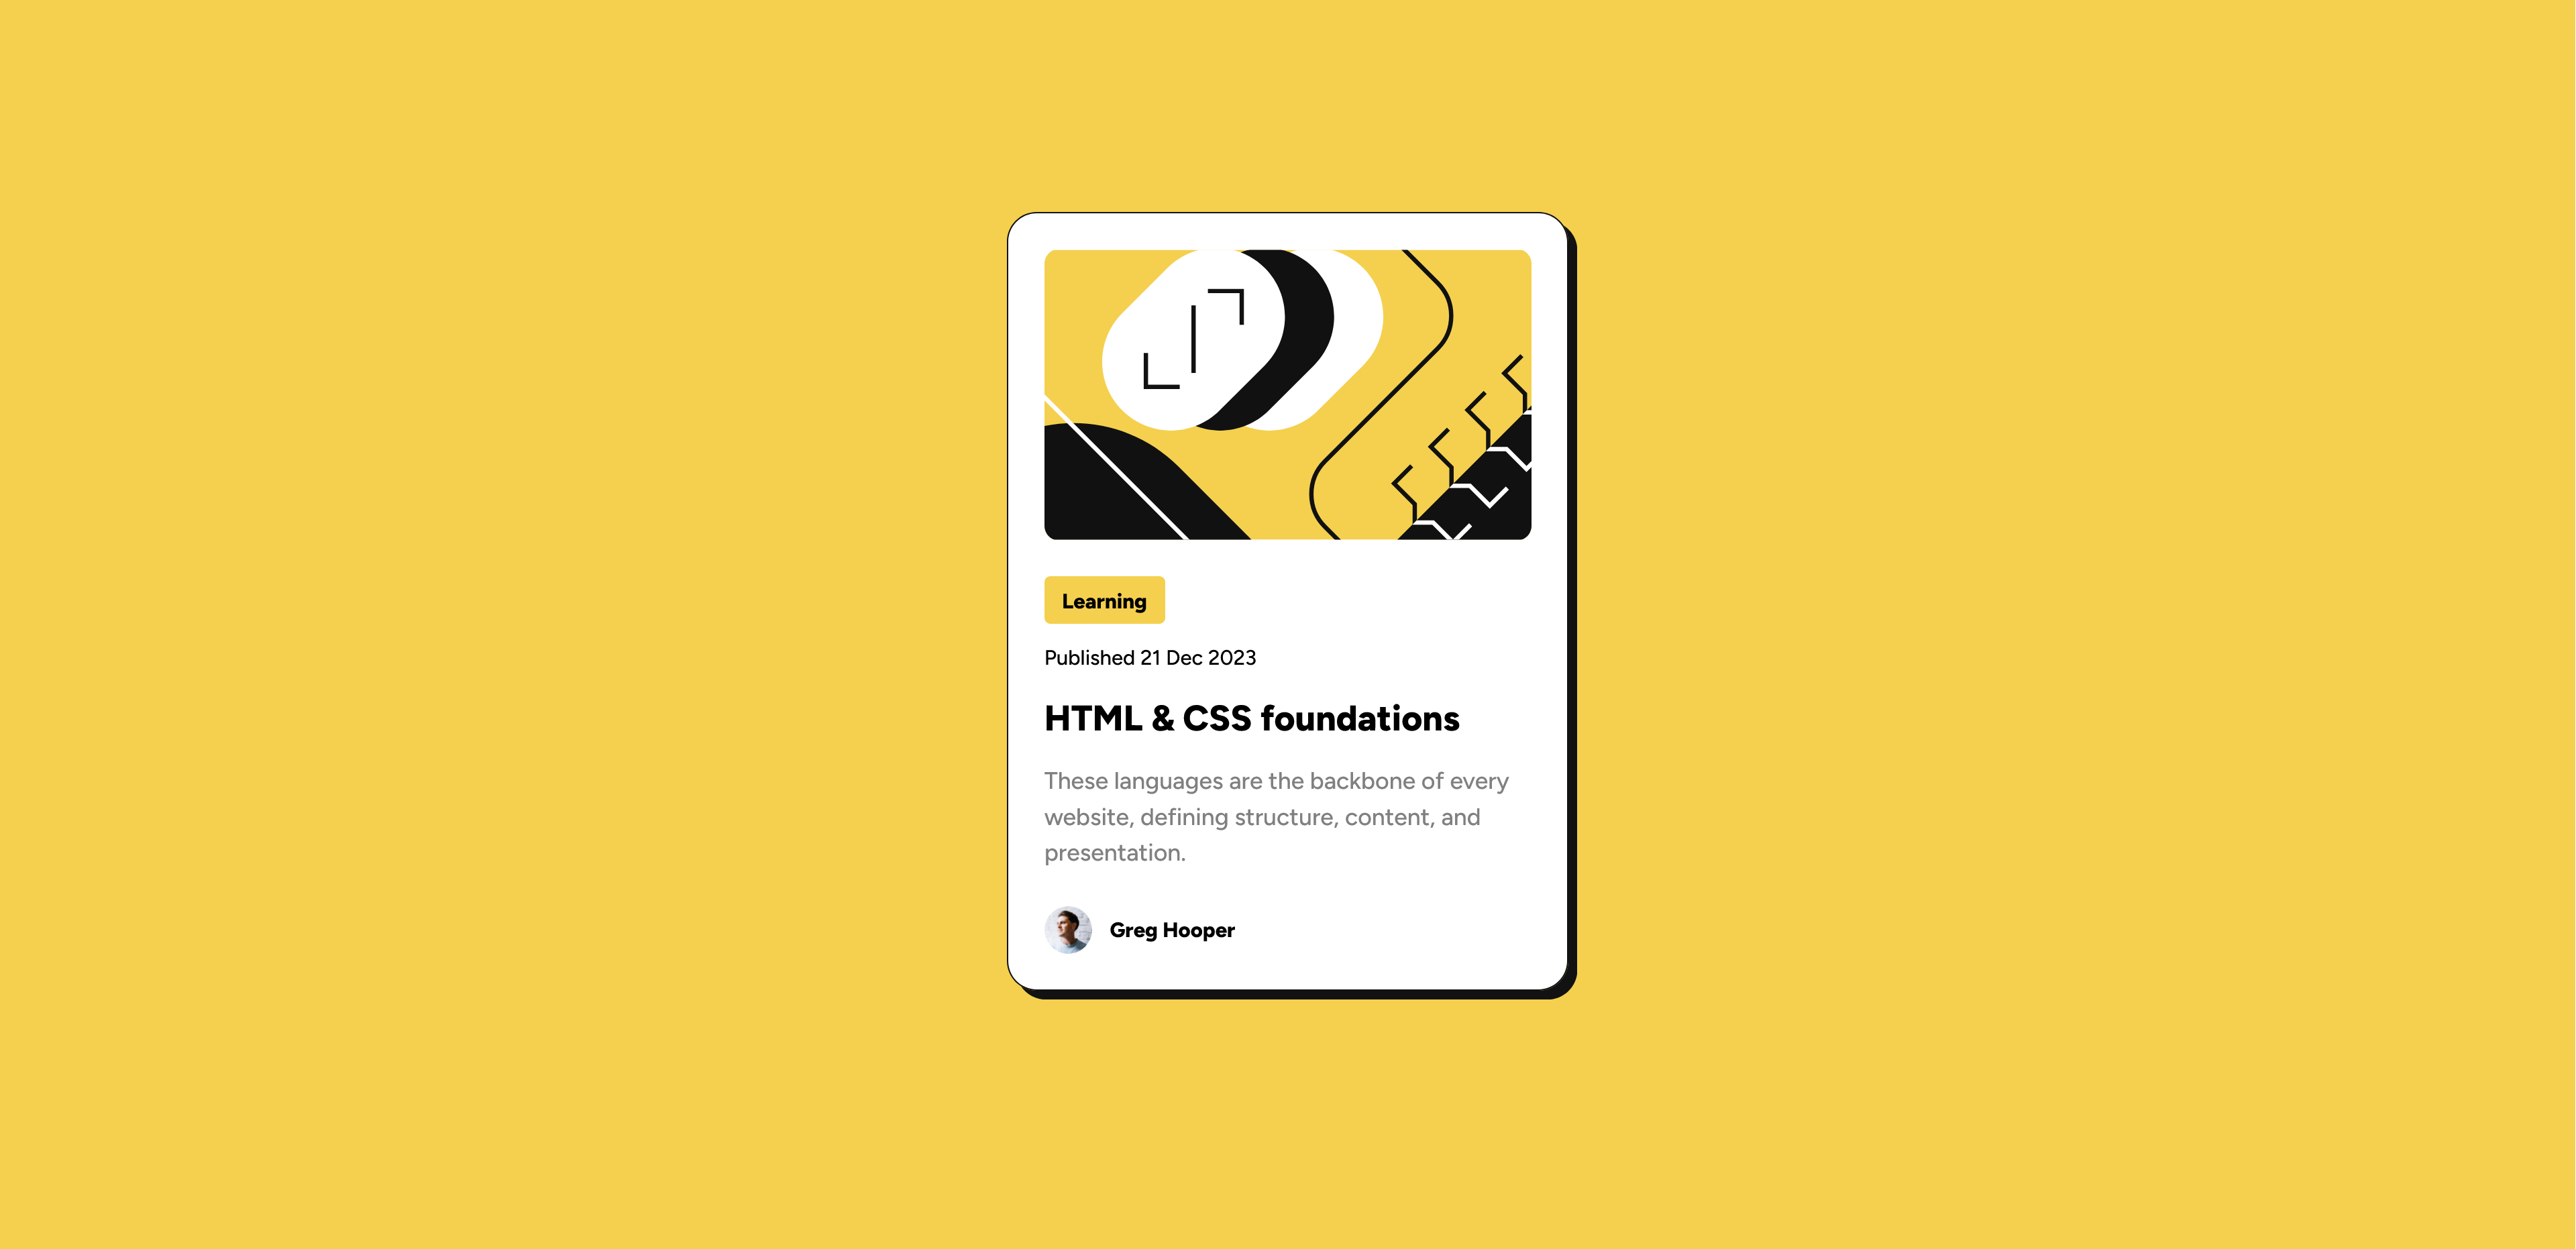 Learning
Published 21 Dec 2023
HTML & CSS foundations
These languages are the backbone of every
website, defining structure, content, and
presentation.
Greg Hooper